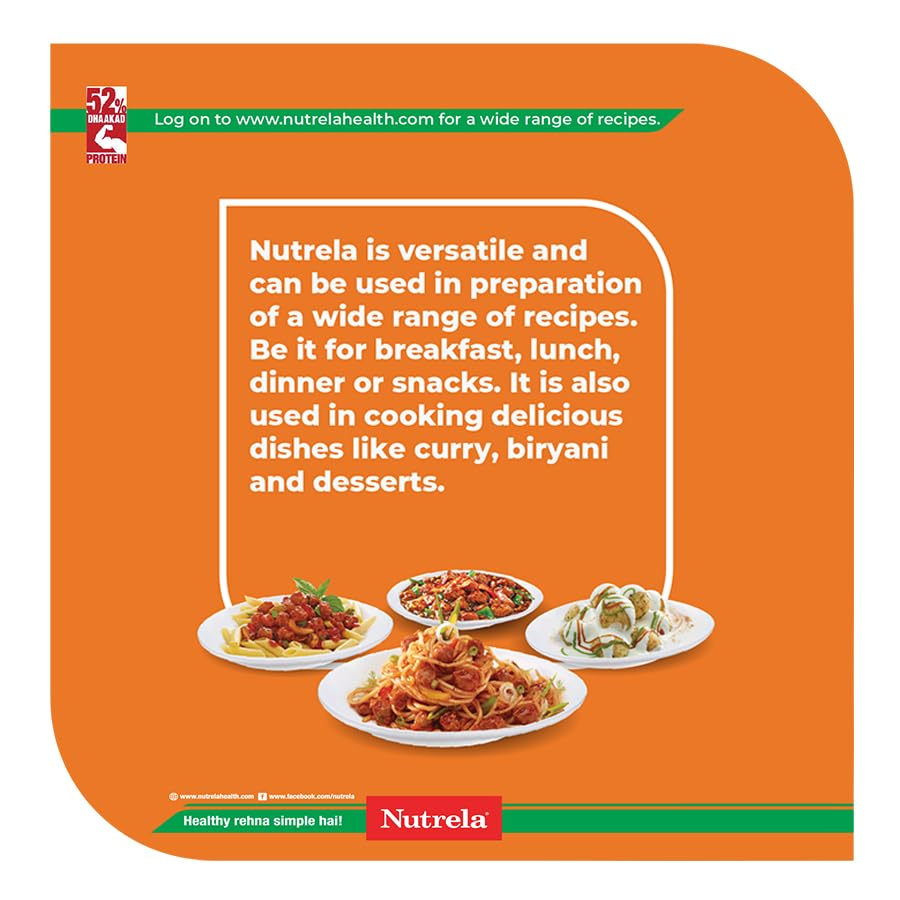 52%
DHAAKAD
PROTEIN
Log on to www.nutrelahealth.com for a wide range of recipes.
Nutrela is versatile and
can be used in preparation
of a wide range of recipes.
Be it for breakfast, lunch,
dinner or snacks. It is also
used in cooking delicious
dishes like curry, biryani
and desserts.
www.nutrelahealth.com f www.facebook.com/nutrela
Healthy rehna simple hai!
Nutrela®